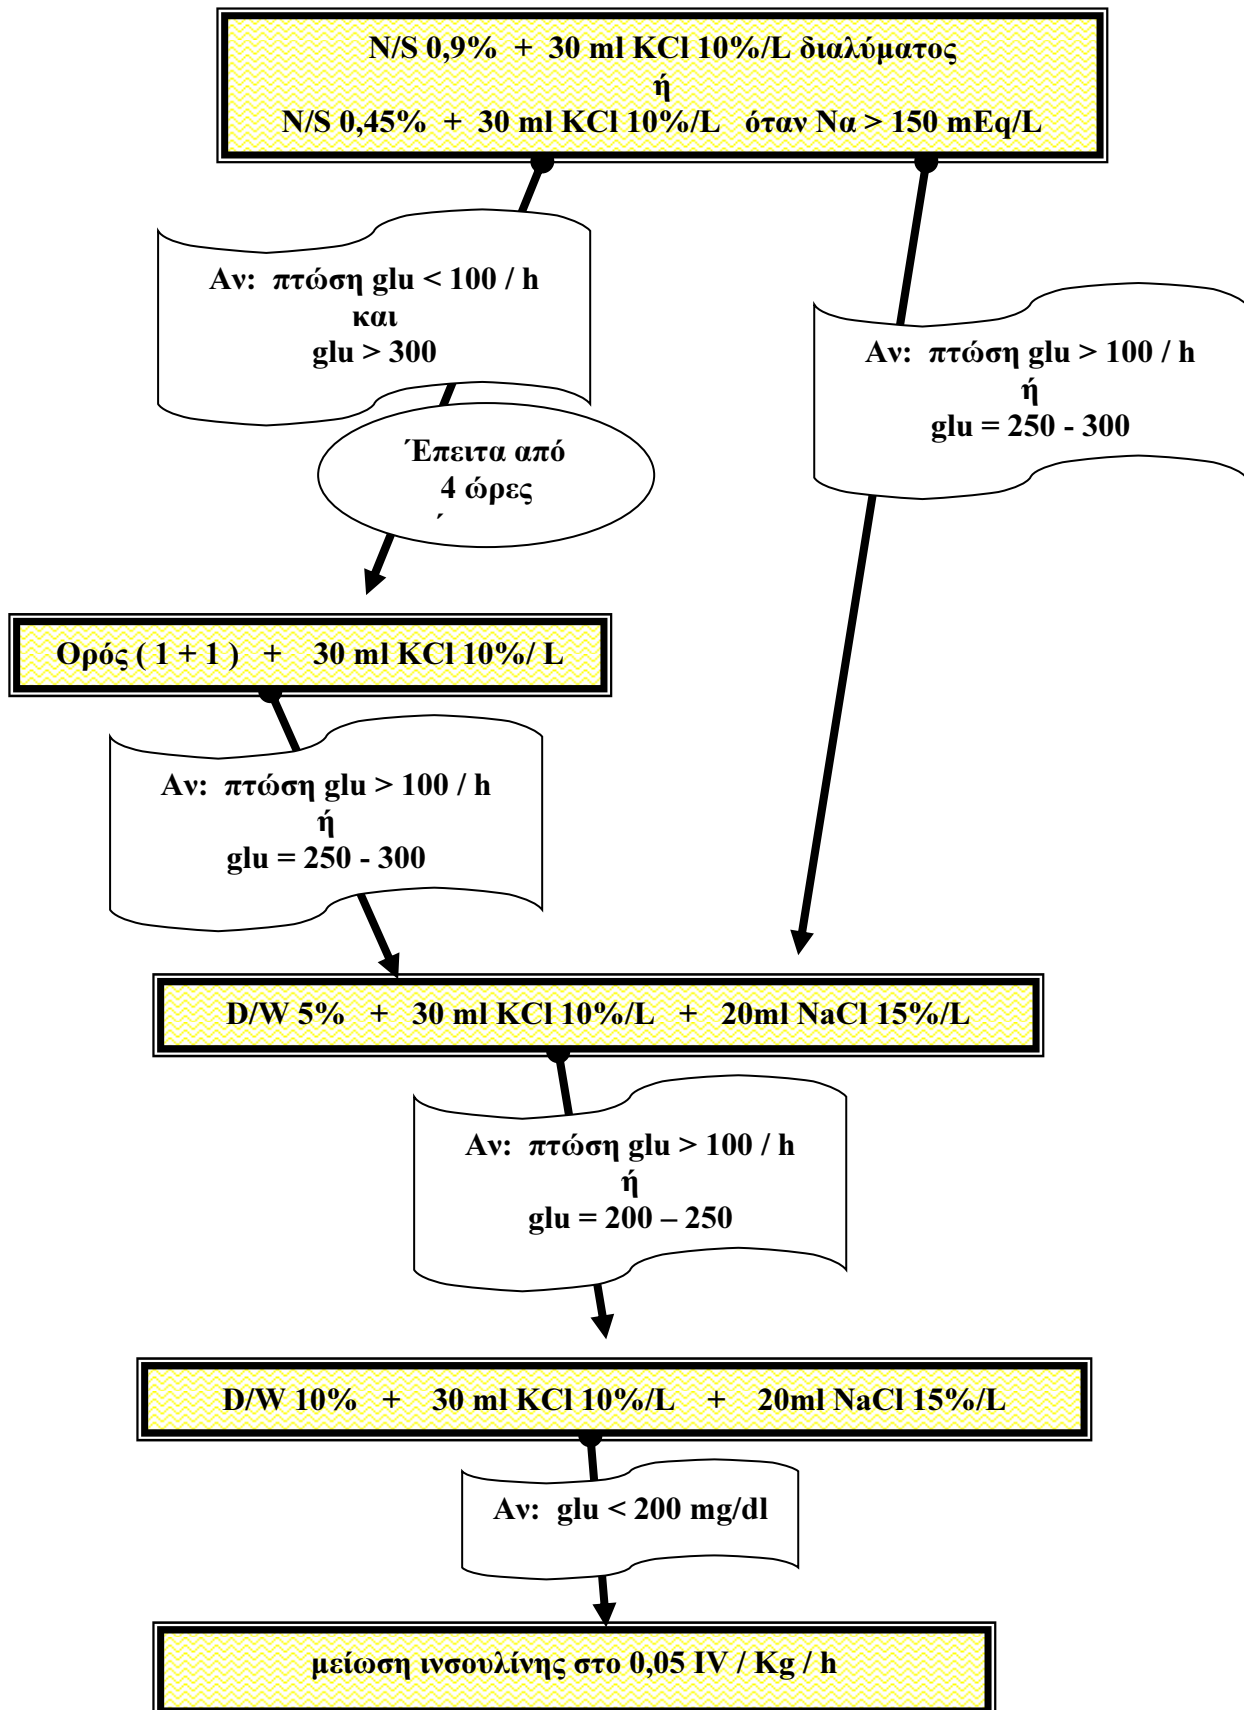 N/S 0,9% + 30 ml KCl 10%/L διαλύματος
ή
N/S 0,45% + 30 ml KCl 10%/L όταν Να > 150 mEq/L
Αν: πτώση glu < 100 / h
και
glu > 300
Αν: πτώση glu > 100 / h
ή
glu = 250 - 300
Έπειτα από
4 ώρες
΄
Ορός ( 1 + 1 ) + 30 ml KCl 10%/ L
Αν: πτώση glu > 100 / h
ή
glu = 250 - 300
D/W 5% + 30 ml KCl 10%/L + 20ml NaCl 15%/L
Αν: πτώση glu > 100 / h
ή
glu = 200 – 250
D/W 10% + 30 ml KCl 10%/L + 20ml NaCl 15%/L
Αν: glu < 200 mg/dl
μείωση ινσουλίνης στο 0,05 IV / Kg / h